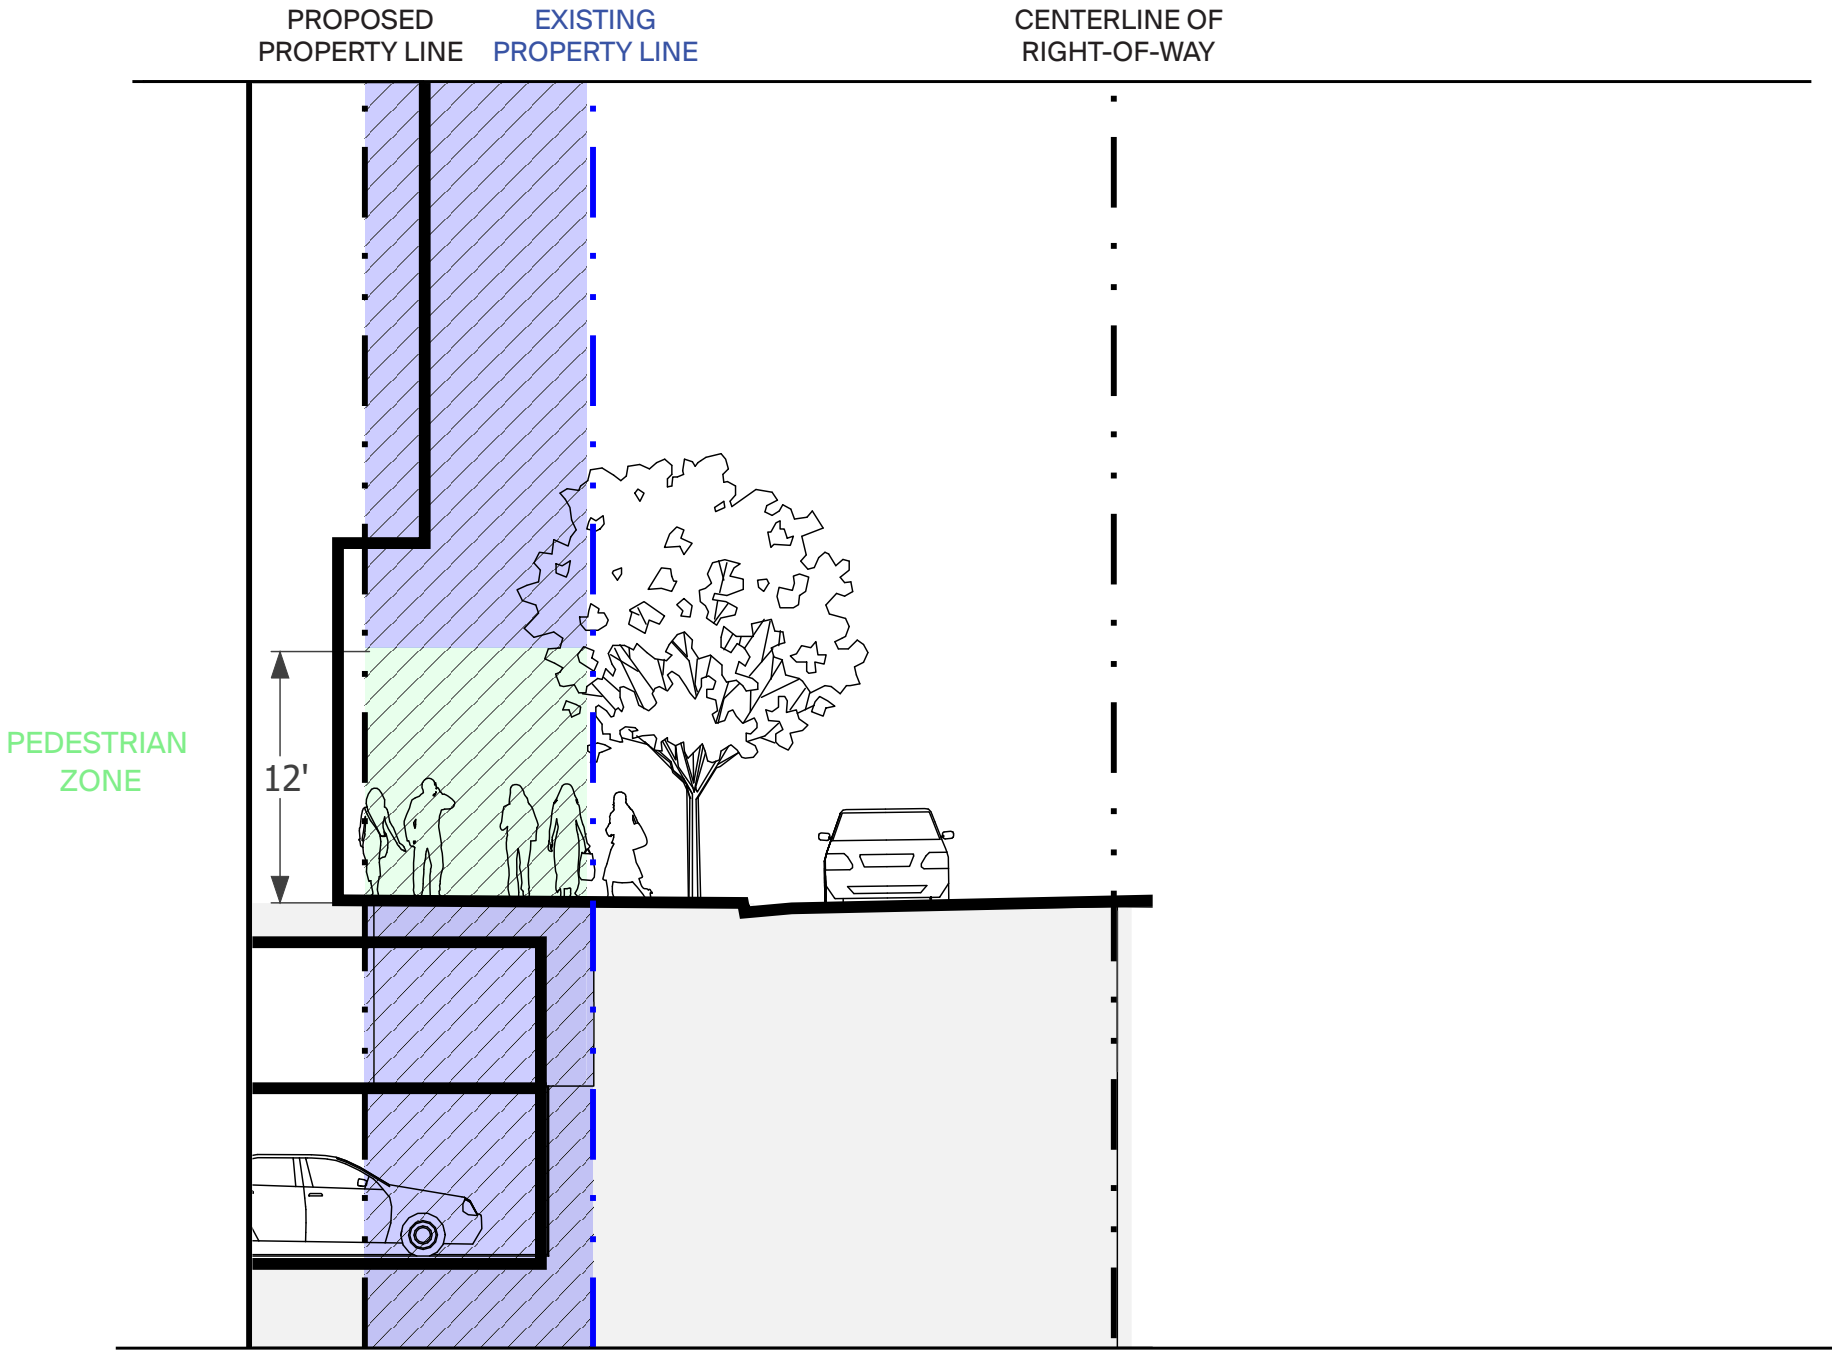 PROPOSED
PROPERTY LINE
EXISTING
PROPERTY LINE
CENTERLINE OF
RIGHT-OF-WAY
PEDESTRIAN
ZONE
12'